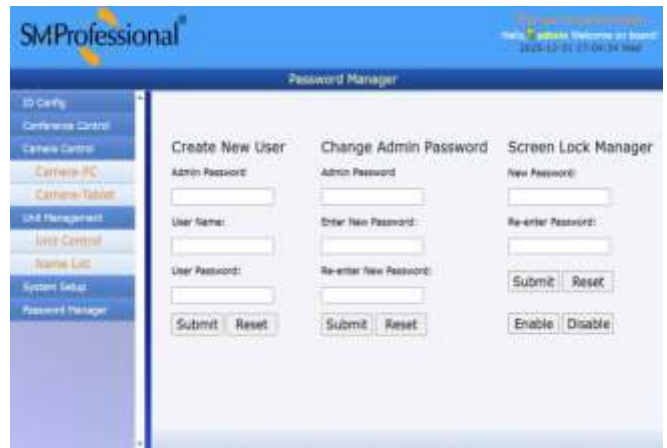 SMProfessional®
Hello, admin Welcome on board!
Password Manager
ID Config
Conference Control
Camera Control
Camera-PC
Camera-Tablet
Unit Management
Unit Control
Name List
System Setup
Password Manager
Create New User
Admin Password:
User Name:
User Password:
Submit Reset
Change Admin Password
Admin Password
Enter New Password:
Re-enter New Password:
Submit Reset
Screen Lock Manager
New Password:
Re-enter Password:
Submit Reset
Enable Disable